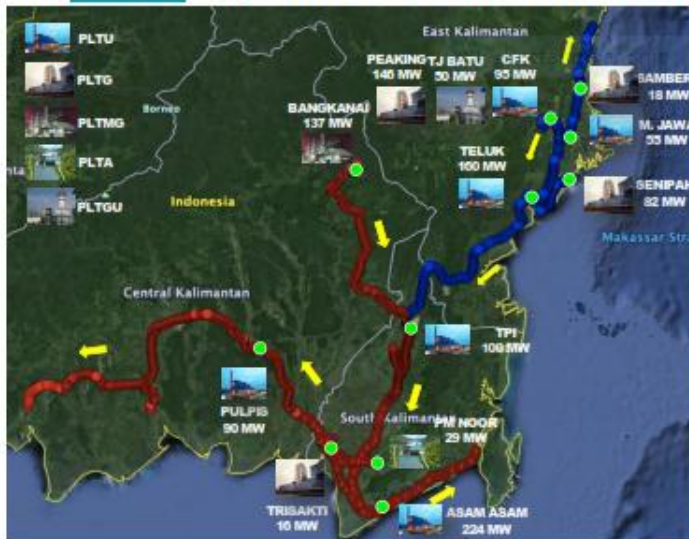 PLTU
PLTG
PLTMG
PLTA
PLTGU
Borneo
Indonesia
East Kalimantan
PEAKING
146 MW
TJ BATU
50 MW
CFK
95 MW
SAMBER
18 MW
M. JAWA
55 MW
SENIPAH
82 MW
Makassar Stra
BANGKANAI
137 MW
TELUK
160 MW
Central Kalimantan
TPI
100 MW
PULPIS
90 MW
South Kalimantan
PM NOOR
29 MW
TRISAKTI
16 MW
ASAM ASAM
224 MW